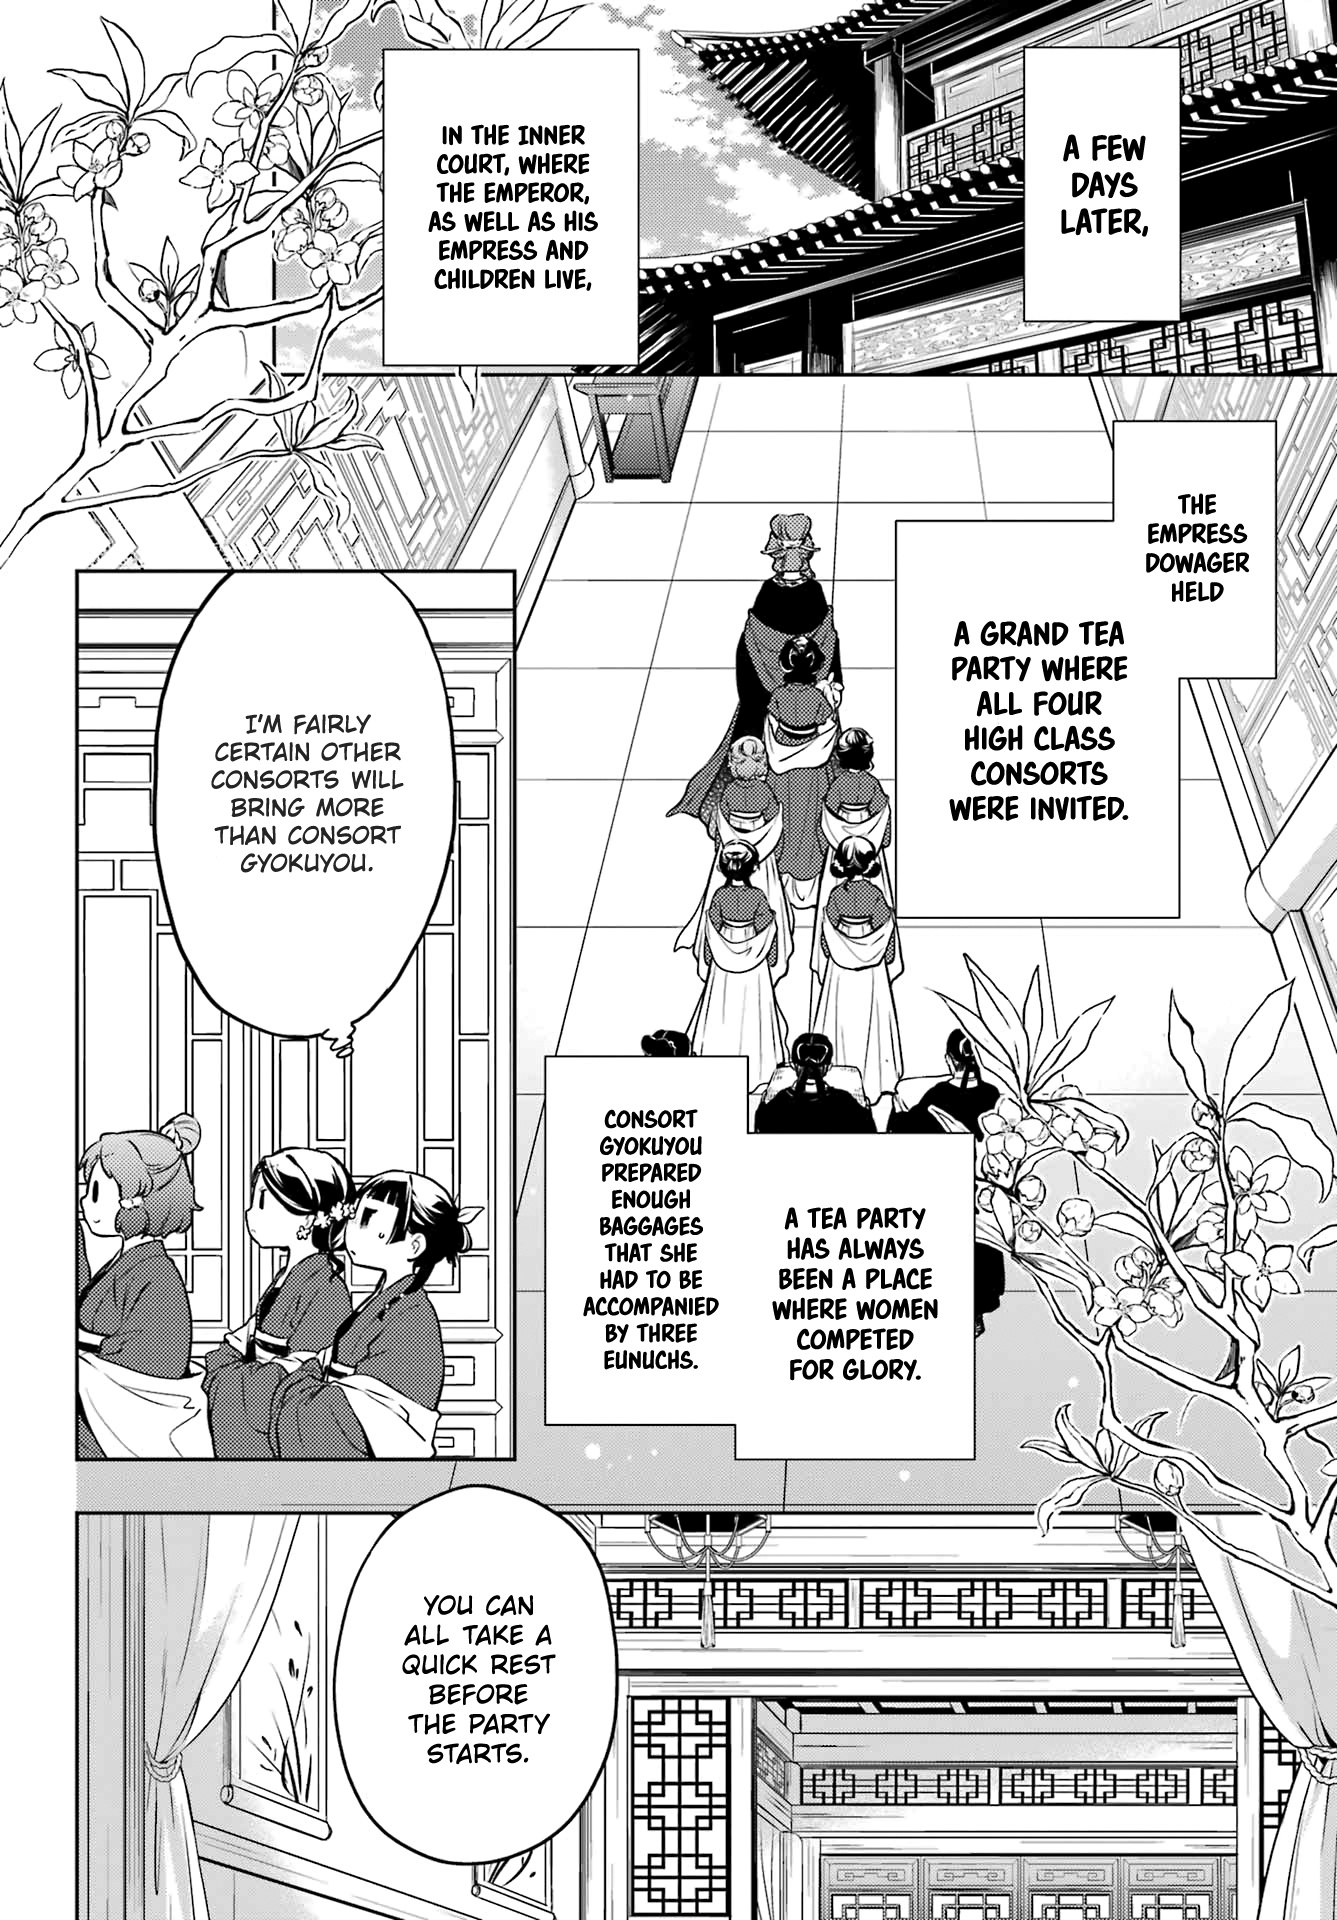 A FEW
DAYS
LATER,
IN THE INNER
COURT, WHERE
THE EMPEROR,
AS WELL AS HIS
EMPRESS AND
CHILDREN LIVE,
THE
EMPRESS
DOWAGER
HELD
A GRAND TEA
PARTY WHERE
ALL FOUR
HIGH CLASS
CONSORTS
WERE INVITED.
A TEA PARTY
HAS ALWAYS
BEEN A PLACE
WHERE WOMEN
COMPETED
FOR GLORY.
CONSORT
GYOKUYOU
PREPARED
ENOUGH
BAGGAGES
THAT SHE
HAD TO BE
ACCOMPANIED
BY THREE
EUNUCHS.
I'M FAIRLY
CERTAIN OTHER
CONSORTS WILL
BRING MORE
THAN CONSORT
GYOKUYOU.
YOU CAN
ALL TAKE A
QUICK REST
BEFORE
THE PARTY
STARTS.